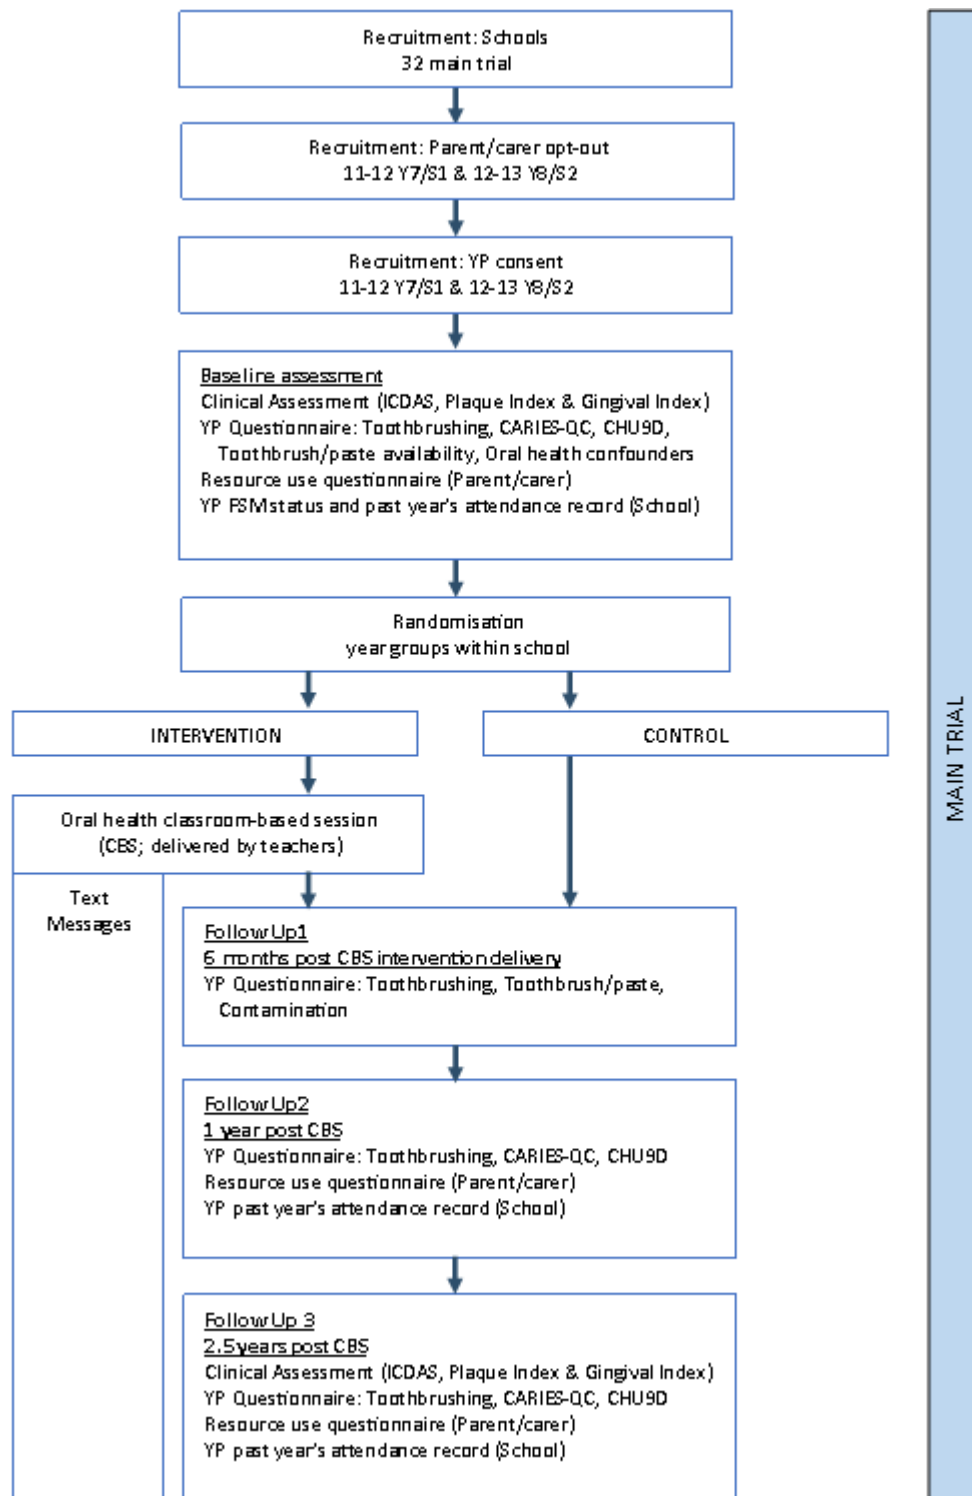 Recruitment: Schools
32 main trial
Recruitment: Parent/carer opt-out
11-12 Y7/S1 & 12-13 Y8/S2
Recruitment: YP consent
11-12 Y7/S1 & 12-13 Y8/S2
Baseline assessment
Clinical Assessment (ICDAS, Plaque Index & Gingival Index)
YP Questionnaire: Toothbrushing, CARIES-QC, CHU9D,
Toothbrush/paste availability, Oral health confounders
Resource use questionnaire (Parent/carer)
YP FSM status and past year's attendance record (School)
Randomisation
year groups within school
INTERVENTION
CONTROL
Oral health classroom-based session
(CBS; delivered by teachers)
Text
Messages
Follow Up1
6 months post CBS intervention delivery
YP Questionnaire: Toothbrushing, Toothbrush/paste,
Contamination
Follow Up2
1 year post CBS
YP Questionnaire: Toothbrushing, CARIES-QC, CHU9D
Resource use questionnaire (Parent/carer)
YP past year's attendance record (School)
Follow Up 3
2.5years post CBS
Clinical Assessment (ICDAS, Plaque Index & Gingival Index)
YP Questionnaire: Toothbrushing, CARIES-QC, CHU9D
Resource use questionnaire (Parent/carer)
YP past year's attendance record (School)
MAIN TRIAL